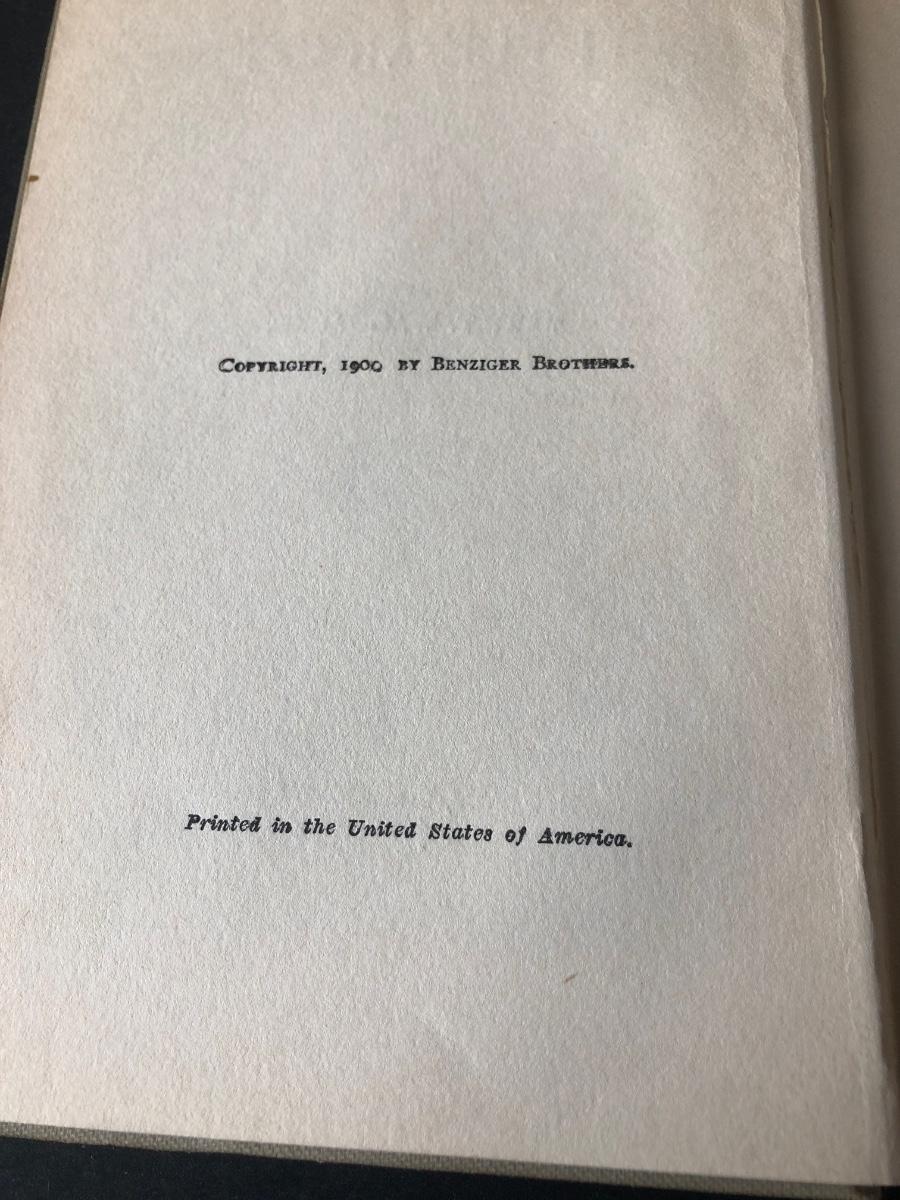 COPYRIGHT, 1900 BY BENZIGER BROTHERS.
Printed in the United States of America.